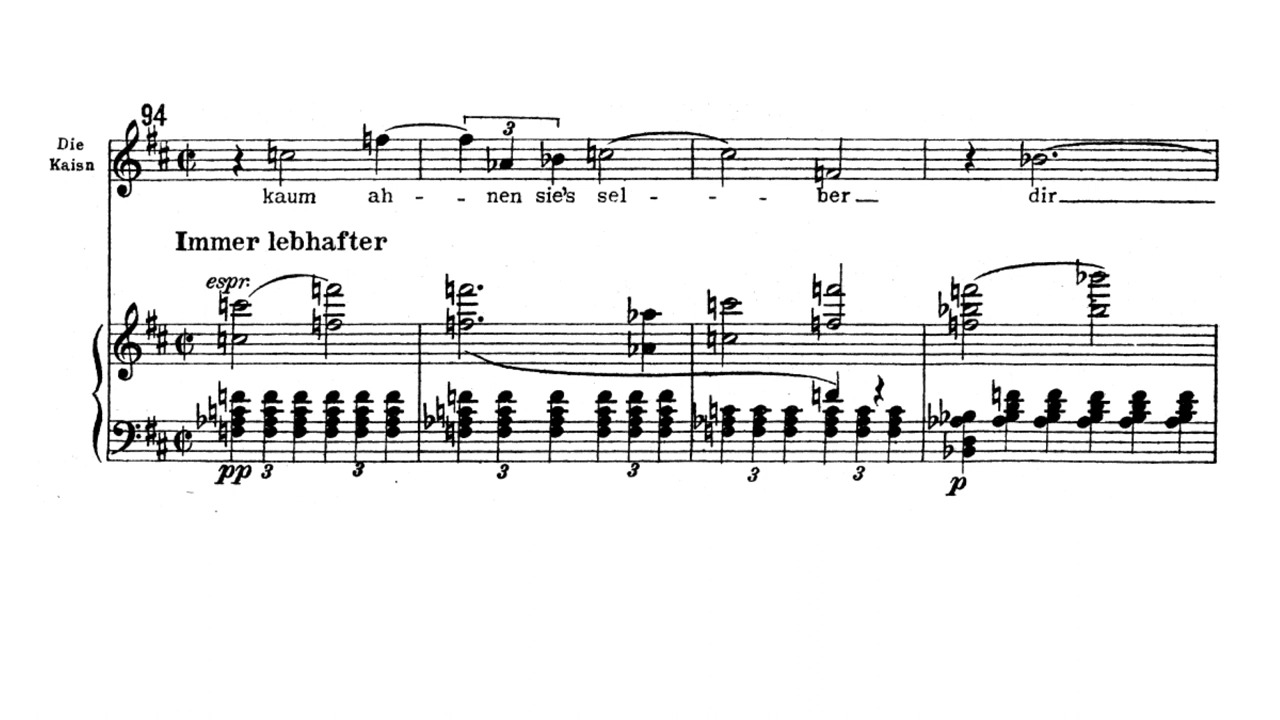 94
Die
Kaisn
3
kaum ah - - nen sie's sel - - - ber dir
Immer lebhafter
espr.
pp 3 3 3 3 3 3 p